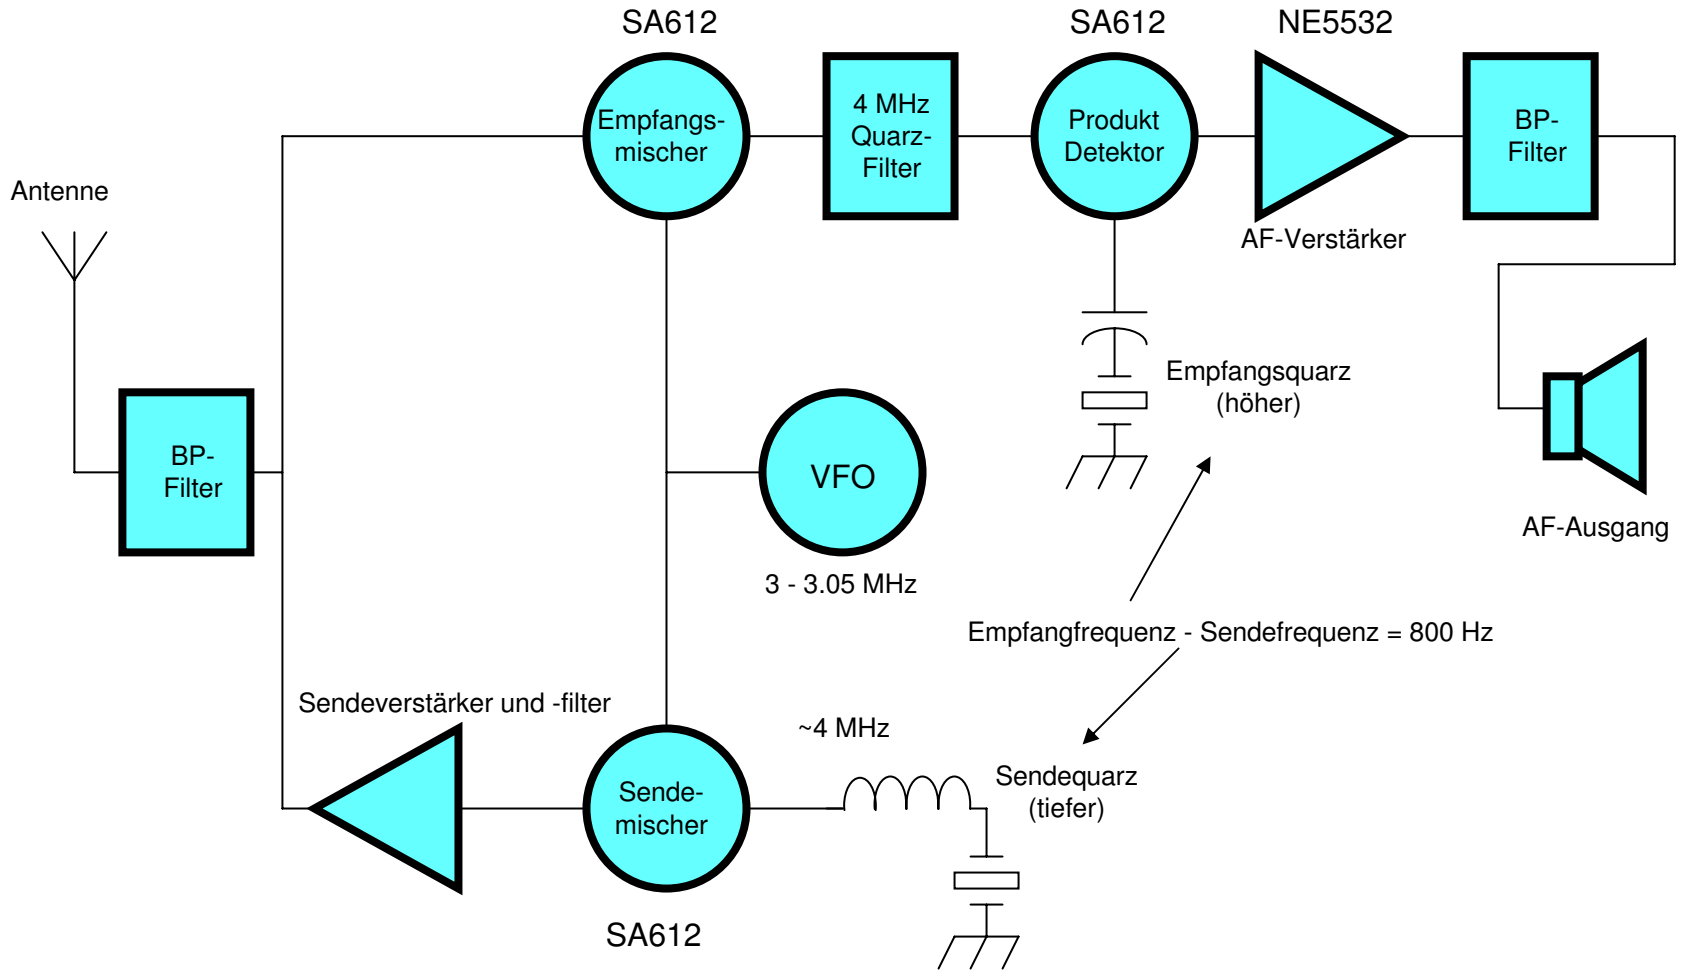 SA612
SA612
NE5532
Empfangs-
mischer
4 MHz
Quarz-
Filter
Produkt
Detektor
BP-
Filter
Antenne
AF-Verstärker
Empfangsquarz
(höher)
BP-
Filter
VFO
AF-Ausgang
3 - 3.05 MHz
Empfangfrequenz - Sendefrequenz = 800 Hz
Sendeverstärker und -filter
~4 MHz
Sendequarz
(tiefer)
Sende-
mischer
SA612